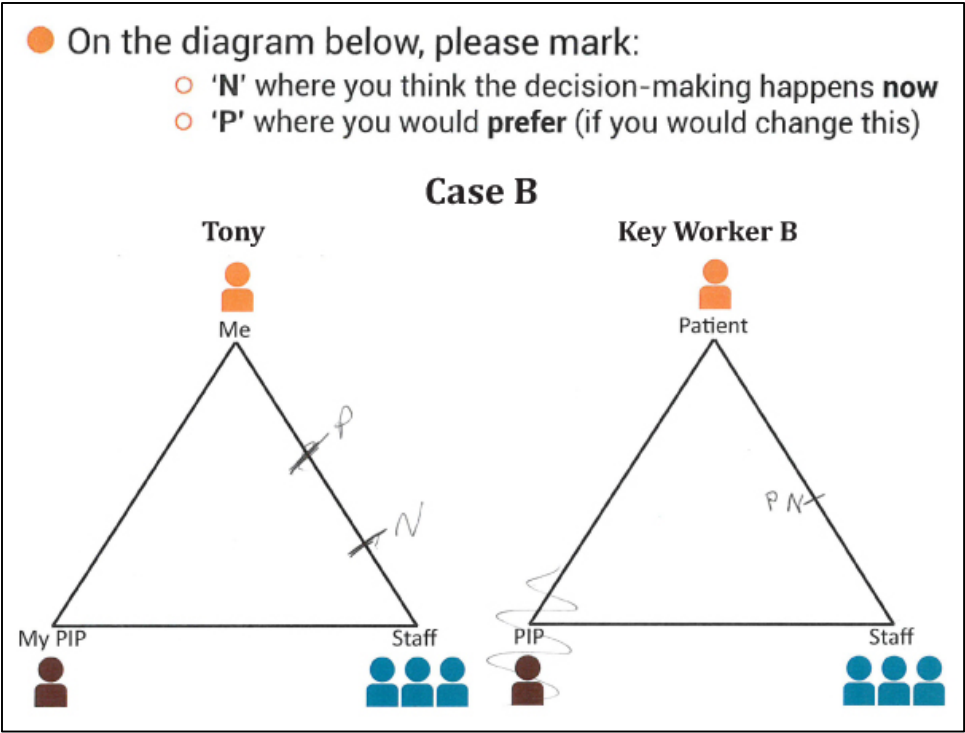 On the diagram below, please mark:
'N' where you think the decision-making happens now
'P' where you would prefer (if you would change this)
Case B
Tony
Key Worker B
Me
Patient
P
N
P N
My PIP
Staff
PIP
Staff